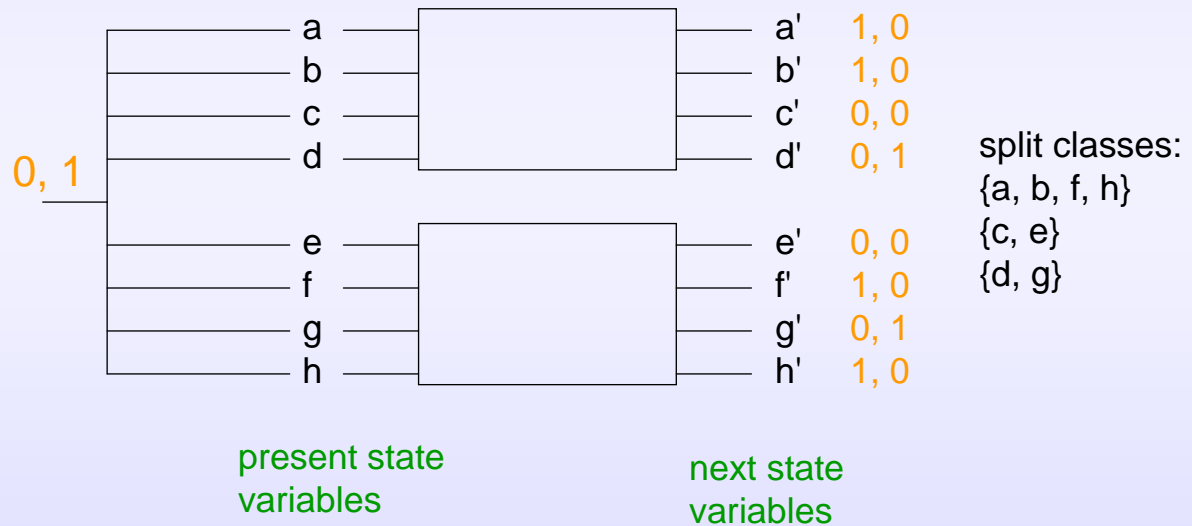 a a' 1, 0
b b' 1, 0
c c' 0, 0
d d' 0, 1
0, 1
e e' 0, 0
f f' 1, 0
g g' 0, 1
h h' 1, 0
split classes:
{a, b, f, h}
{c, e}
{d, g}
present state
variables
next state
variables